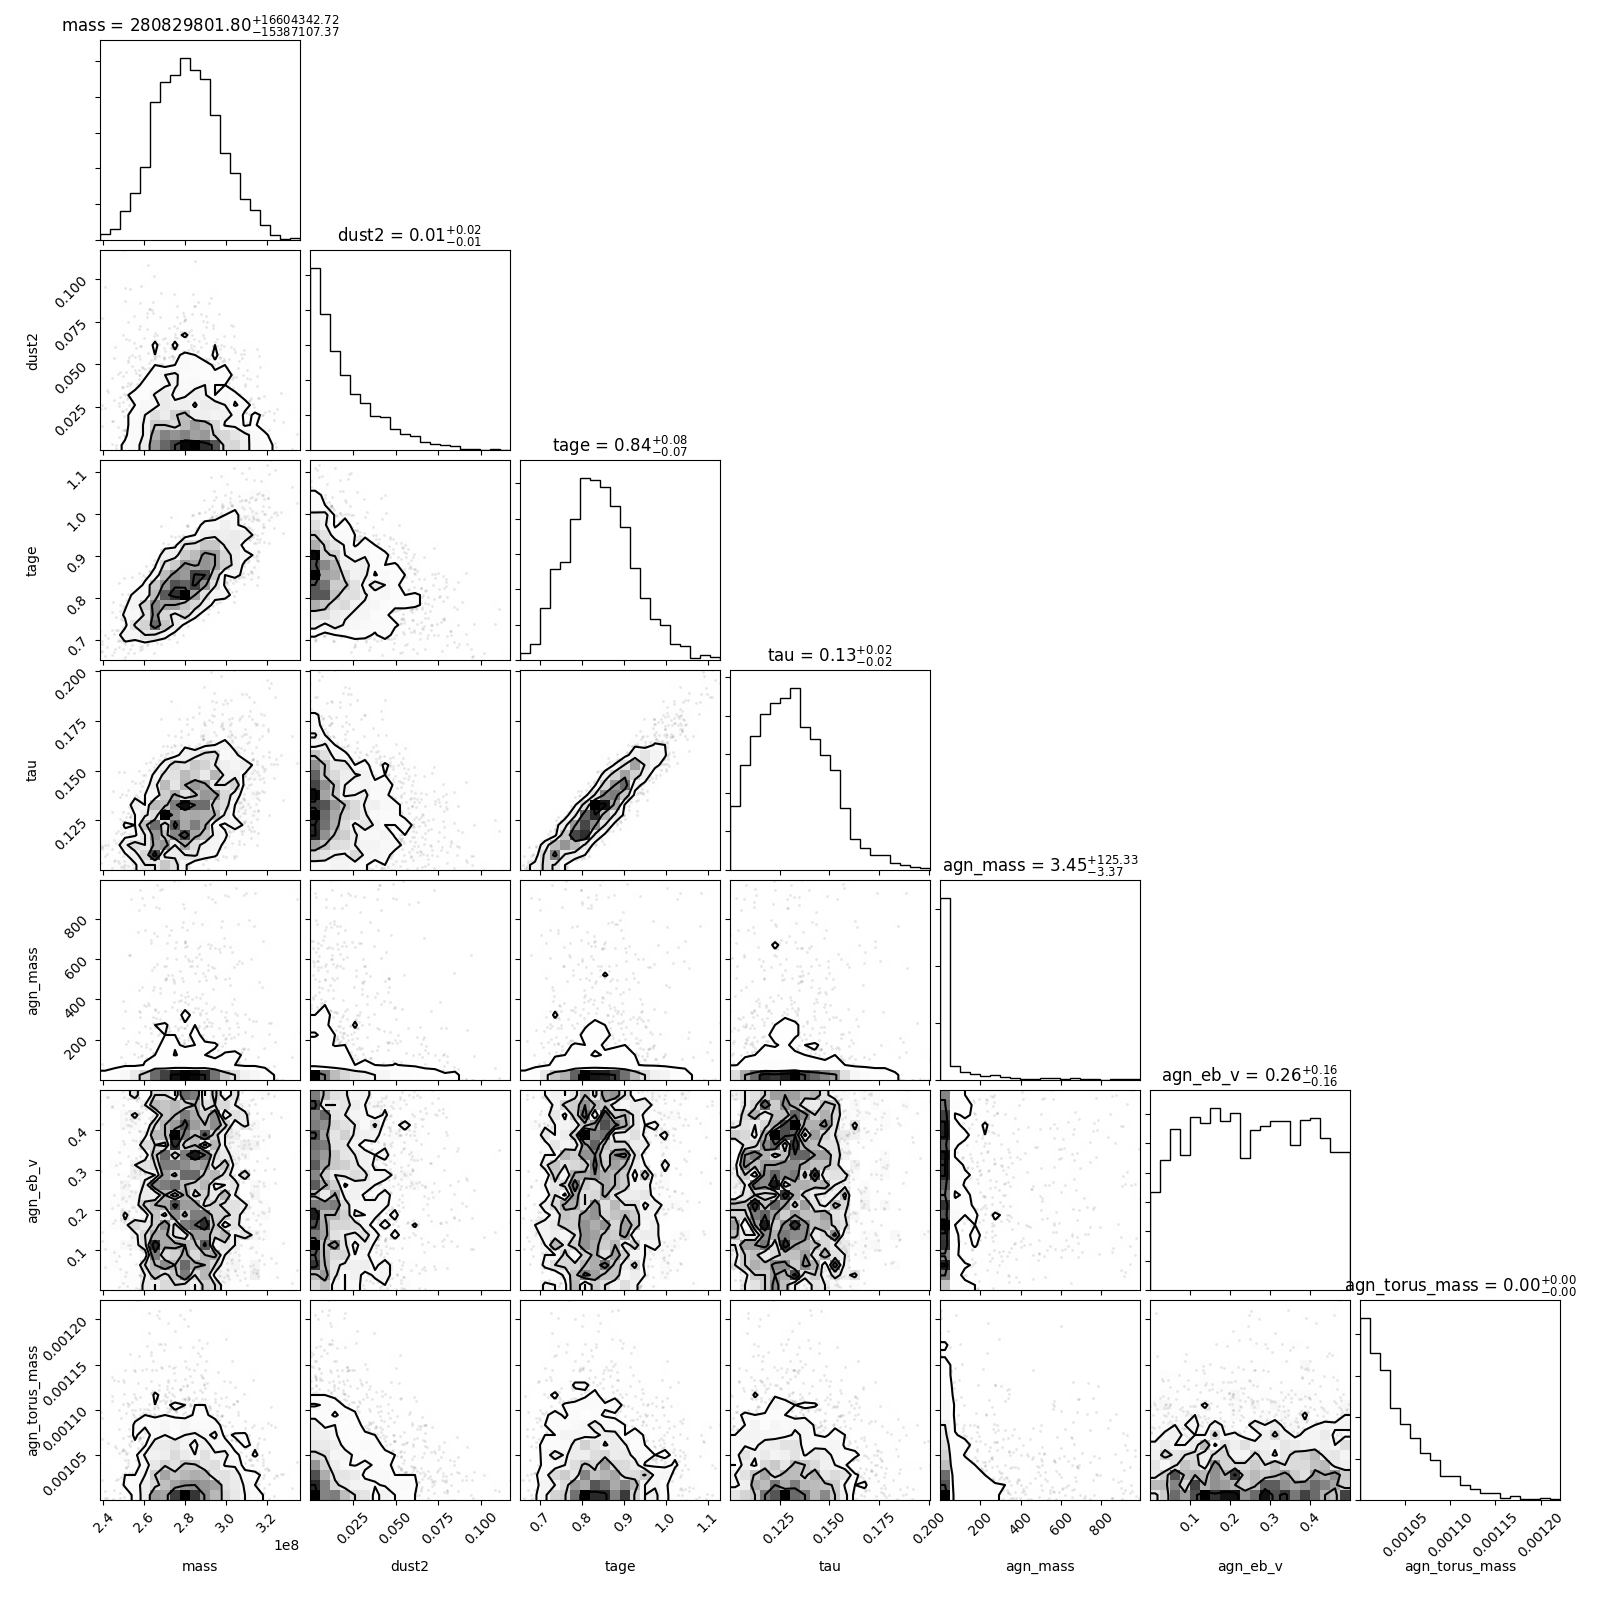 mass = 280829801.80+16604342.72 −15387107.37
dust2 = 0.01+0.02 −0.01
dust2
0.100
0.075
0.050
0.025
tage = 0.84+0.08 −0.07
tage
1.1
1.0
0.9
0.8
0.7
tau = 0.13+0.02 −0.02
tau
0.200
0.175
0.150
0.125
agn_mass = 3.45+125.33 −3.37
agn_mass
800
600
400
200
agn_eb_v = 0.26+0.16 −0.16
agn_eb_v
0.4
0.3
0.2
0.1
agn_torus_mass = 0.00+0.00 −0.00
agn_torus_mass
0.00120
0.00115
0.00110
0.00105
2.4 2.6 2.8 3.0 3.2
1e8
mass
0.025 0.050 0.075 0.100
dust2
0.7 0.8 0.9 1.0 1.1
tage
0.125 0.150 0.175 0.200
tau
200 400 600 800
agn_mass
0.1 0.2 0.3 0.4
agn_eb_v
0.00105 0.00110 0.00115 0.00120
agn_torus_mass